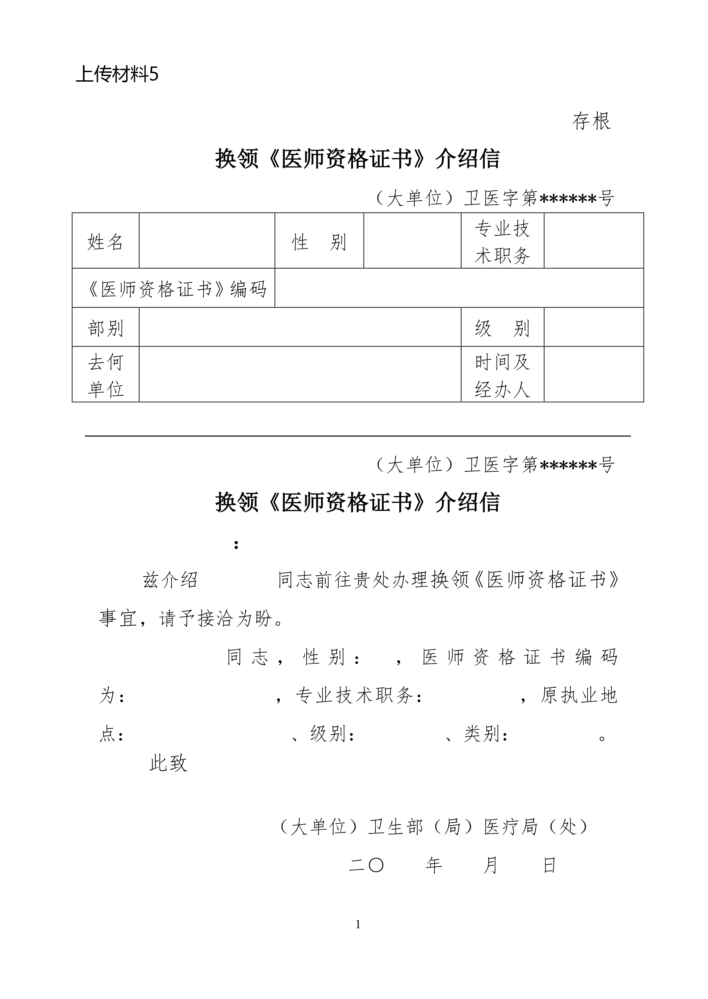 上传材料5
存根
换领《医师资格证书》介绍信
（大单位）卫医字第******号
姓名 性 别 专业技术职务
《医师资格证书》编码
部别 级 别
去何单位 时间及经办人
（大单位）卫医字第******号
换领《医师资格证书》介绍信
：
兹介绍 同志前往贵处办理换领《医师资格证书》
事宜，请予接洽为盼。
同志，性别： ，医师资格证书编码
为： ，专业技术职务： ，原执业地
点： 、级别： 、类别： 。
此致
（大单位）卫生部（局）医疗局（处）
二〇 年 月 日
1